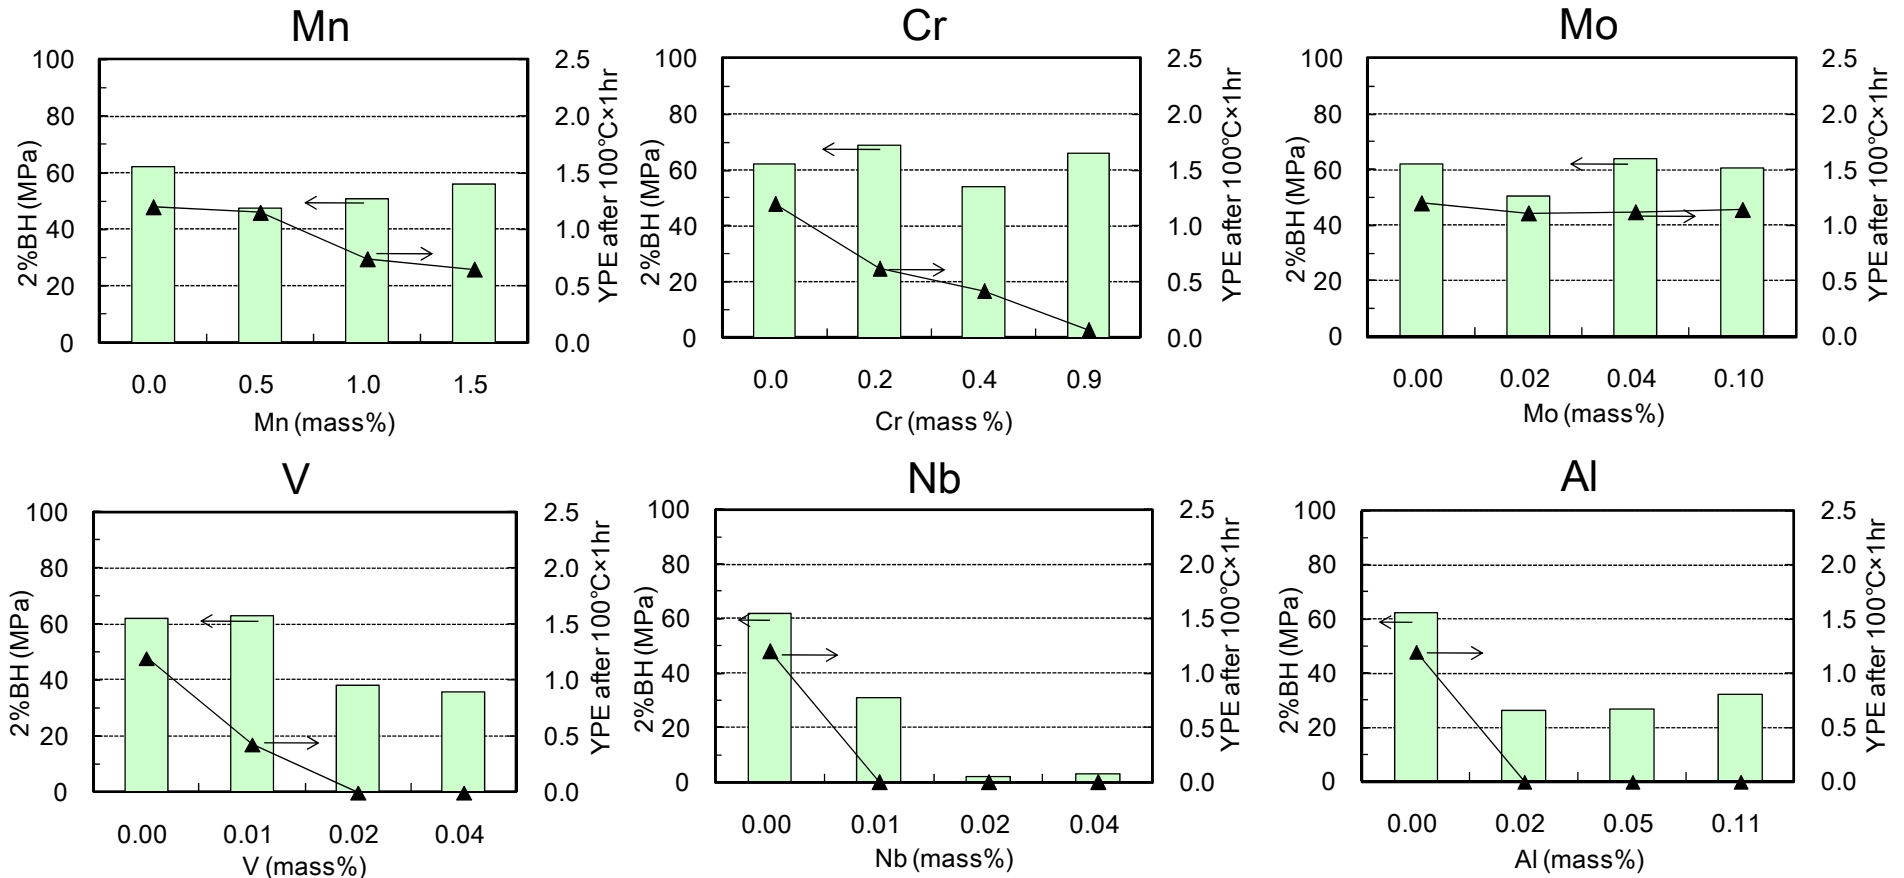 Mn
100
80
60
40
20
0
2%BH (MPa)
2.5
2.0
1.5
1.0
0.5
0.0
YPE after 100°C×1hr
0.0 0.5 1.0 1.5
Mn (mass%)
Cr
100
80
60
40
20
0
2%BH (MPa)
2.5
2.0
1.5
1.0
0.5
0.0
YPE after 100°C×1hr
0.0 0.2 0.4 0.9
Cr (mass %)
Mo
100
80
60
40
20
0
2%BH (MPa)
2.5
2.0
1.5
1.0
0.5
0.0
YPE after 100°C×1hr
0.00 0.02 0.04 0.10
Mo (mass%)
V
100
80
60
40
20
0
2%BH (MPa)
2.5
2.0
1.5
1.0
0.5
0.0
YPE after 100°C×1hr
0.00 0.01 0.02 0.04
V (mass%)
Nb
100
80
60
40
20
0
2%BH (MPa)
2.5
2.0
1.5
1.0
0.5
0.0
YPE after 100°C×1hr
0.00 0.01 0.02 0.04
Nb (mass%)
Al
100
80
60
40
20
0
2%BH (MPa)
2.5
2.0
1.5
1.0
0.5
0.0
YPE after 100°C×1hr
0.00 0.02 0.05 0.11
Al (mass%)